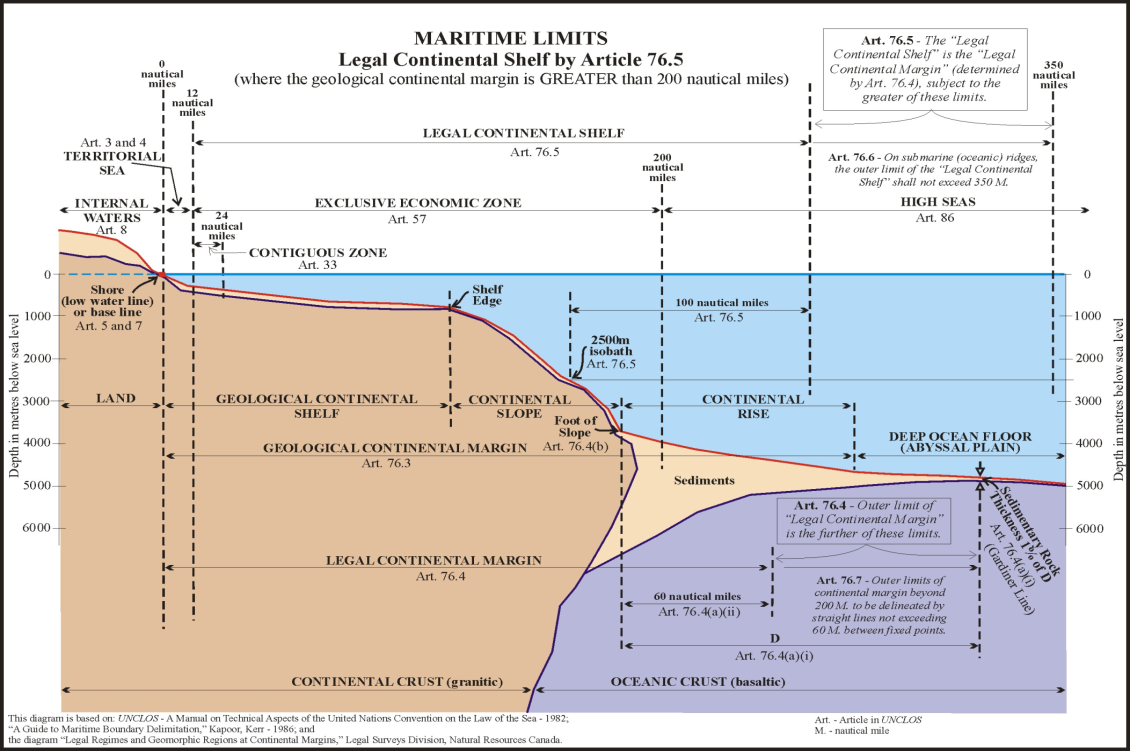 MARITIME LIMITS
Legal Continental Shelf by Article 76.5
(where the geological continental margin is GREATER than 200 nautical miles)
Art. 76.5 - The “Legal
Continental Shelf” is the “Legal
Continental Margin” (determined
by Art. 76.4), subject to the
greater of these limits.
0
nautical
miles
12
nautical
miles
350
nautical
miles
LEGAL CONTINENTAL SHELF
Art. 76.5
Art. 3 and 4
TERRITORIAL
SEA
200
nautical
miles
Art. 76.6 - On submarine (oceanic) ridges,
the outer limit of the “Legal Continental
Shelf” shall not exceed 350 M.
INTERNAL
WATERS
Art. 8
EXCLUSIVE ECONOMIC ZONE
Art. 57
HIGH SEAS
Art. 86
24
nautical
miles
CONTIGUOUS ZONE
Art. 33
0
1000
2000
3000
4000
5000
6000
Depth in metres below sea level
Shore
(low water line)
or base line
Art. 5 and 7
Shelf
Edge
100 nautical miles
Art. 76.5
2500m
isobath
Art. 76.5
0
1000
2000
3000
4000
5000
6000
Depth in metres below sea level
LAND
GEOLOGICAL CONTINENTAL
SHELF
CONTINENTAL
SLOPE
CONTINENTAL
RISE
Foot of
Slope
Art. 76.4(b)
GEOLOGICAL CONTINENTAL MARGIN
Art. 76.3
DEEP OCEAN FLOOR
(ABYSSAL PLAIN)
Sediments
Sedimentary Rock
Thickness 1% of D
Art. 76.4(a)(i)
(Gardiner Line)
Art. 76.4 - Outer limit of
“Legal Continental Margin”
is the further of these limits.
LEGAL CONTINENTAL MARGIN
Art. 76.4
Art. 76.7 - Outer limits of
continental margin beyond
200 M. to be delineated by
straight lines not exceeding
60 M. between fixed points.
60 nautical miles
Art. 76.4(a)(ii)
D
Art. 76.4(a)(i)
CONTINENTAL CRUST (granitic)
OCEANIC CRUST (basaltic)
This diagram is based on: UNCLOS - A Manual on Technical Aspects of the United Nations Convention on the Law of the Sea - 1982;
“A Guide to Maritime Boundary Delimitation,” Kapoor, Kerr - 1986; and
the diagram “Legal Regimes and Geomorphic Regions at Continental Margins,” Legal Surveys Division, Natural Resources Canada.
Art. - Article in UNCLOS
M. - nautical mile